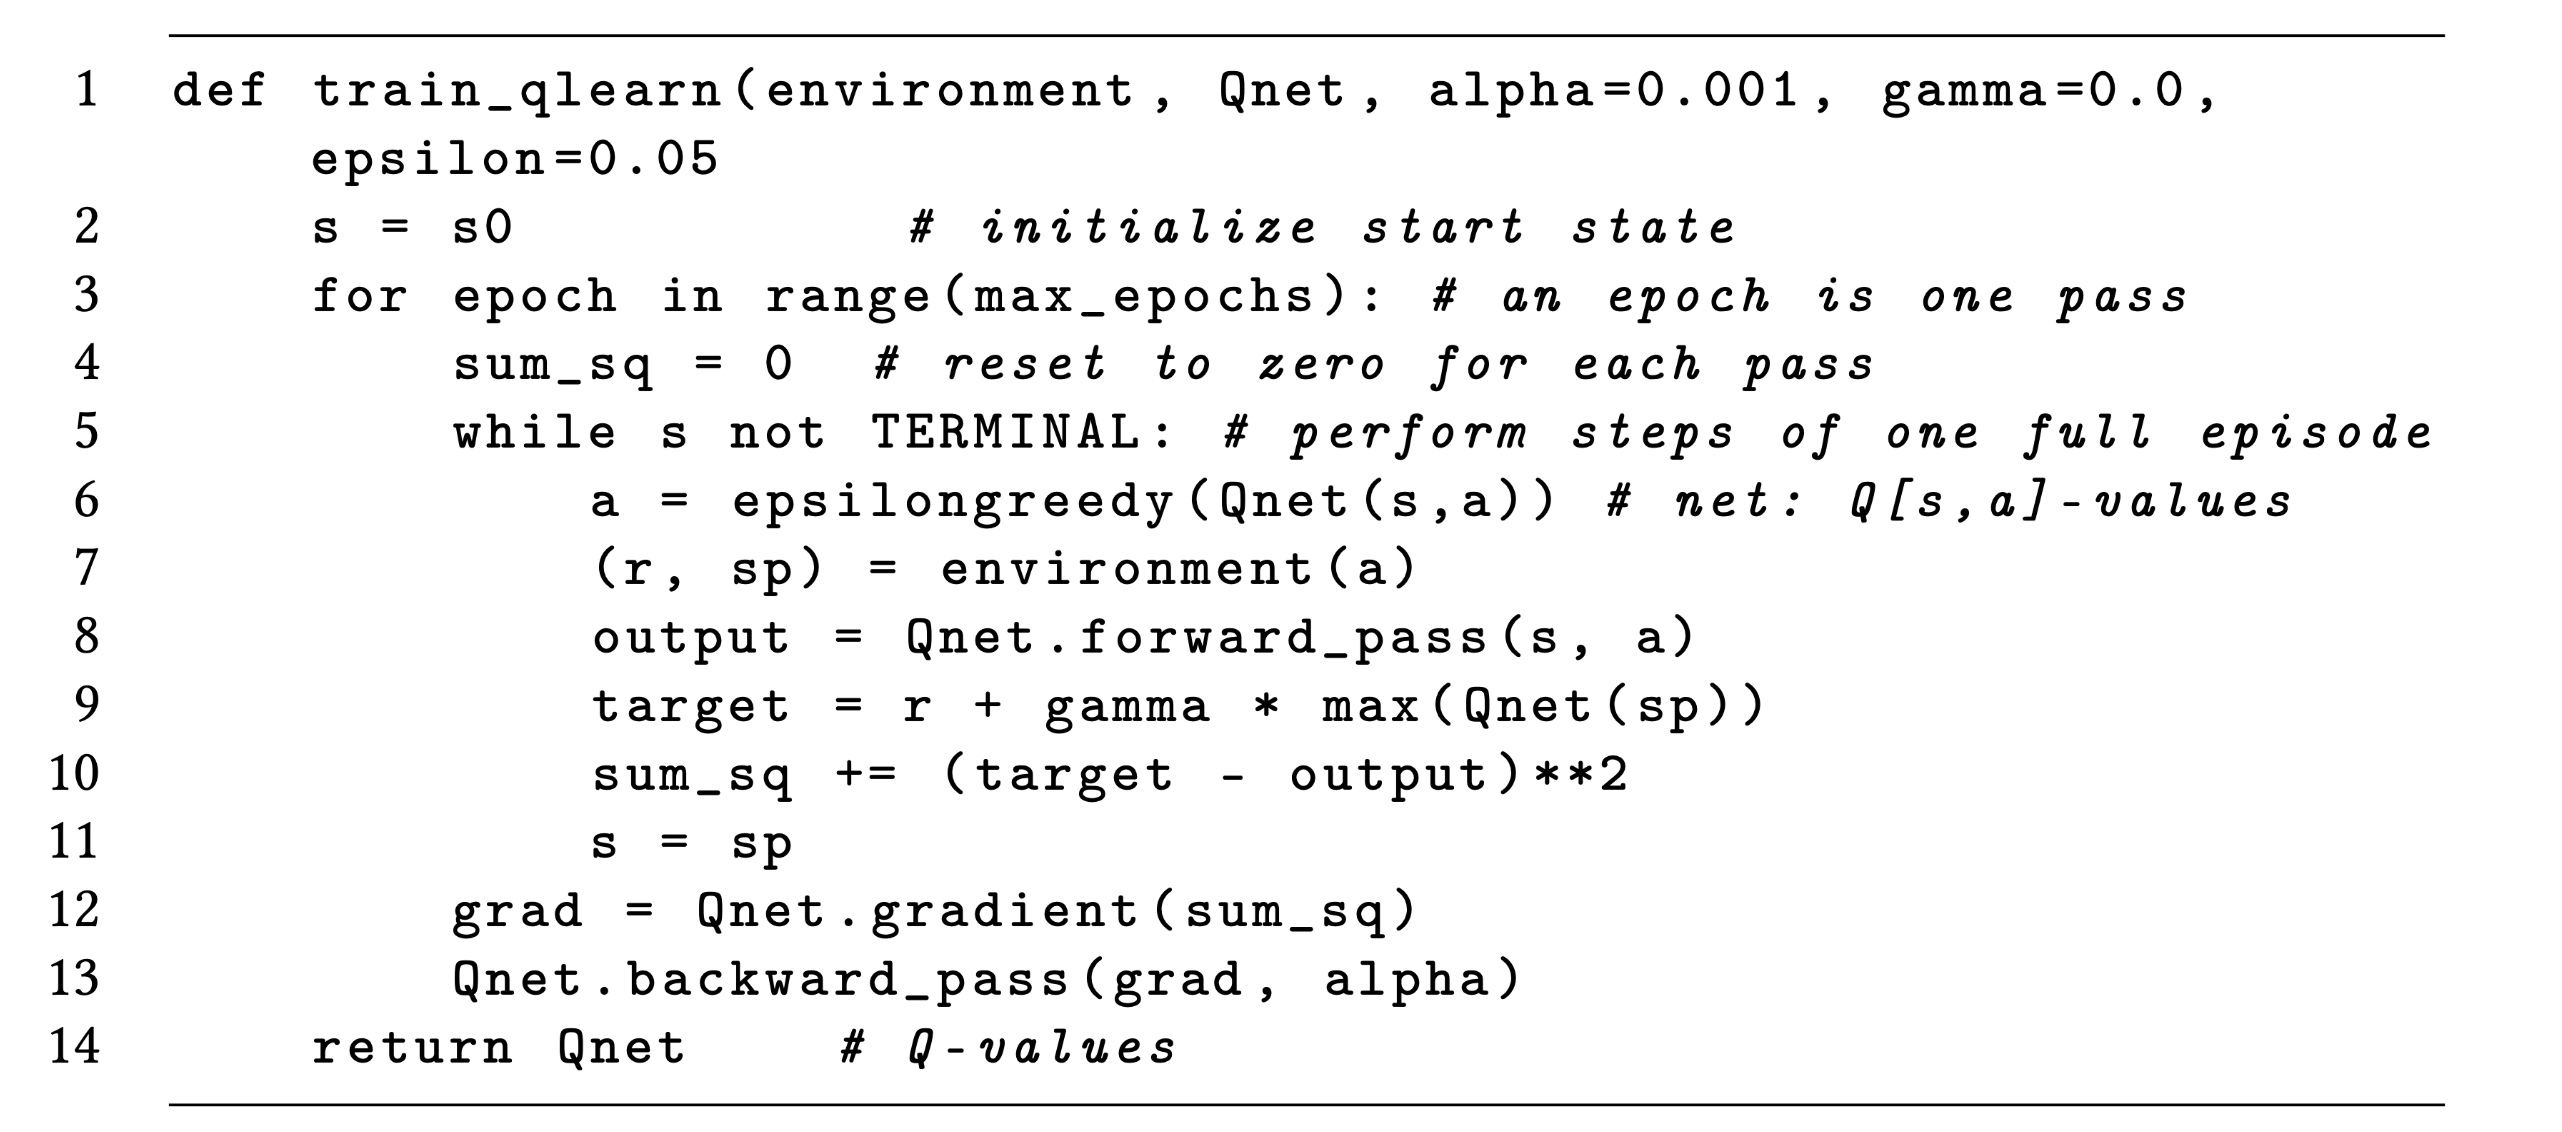 1 def train_qlearn(environment, Qnet, alpha=0.001, gamma=0.0,
epsilon=0.05
2 s = s0 # initialize start state
3 for epoch in range(max_epochs): # an epoch is one pass
4 sum_sq = 0 # reset to zero for each pass
5 while s not TERMINAL: # perform steps of one full episode
6 a = epsilongreedy(Qnet(s,a)) # net: Q[s,a]-values
7 (r, sp) = environment(a)
8 output = Qnet.forward_pass(s, a)
9 target = r + gamma * max(Qnet(sp))
10 sum_sq += (target - output)**2
11 s = sp
12 grad = Qnet.gradient(sum_sq)
13 Qnet.backward_pass(grad, alpha)
14 return Qnet # Q-values